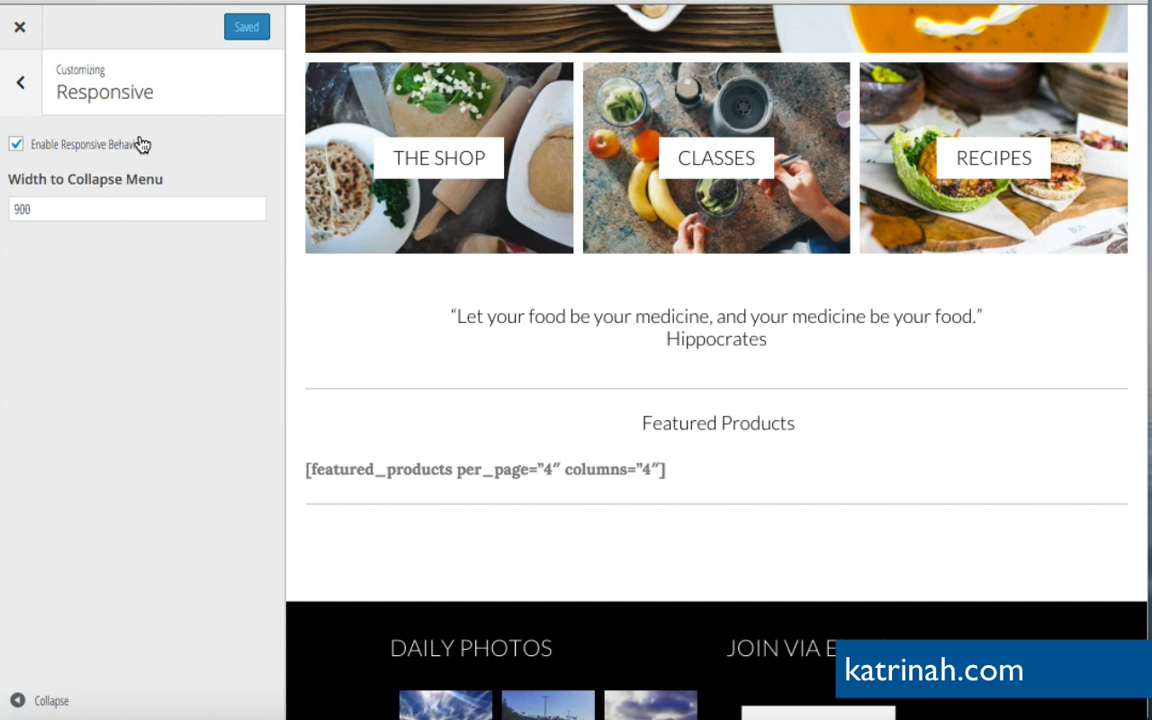 Saved
Customizing
Responsive
Enable Responsive
Width to Collapse Menu
900
Collapse
THE SHOP
CLASSES
RECIPES
“Let your food be your medicine, and your medicine be your food.”
Hippocrates
Featured Products
[featured_products per_page=”4″ columns=”4″]
DAILY PHOTOS
JOIN VIA
katrinah.com